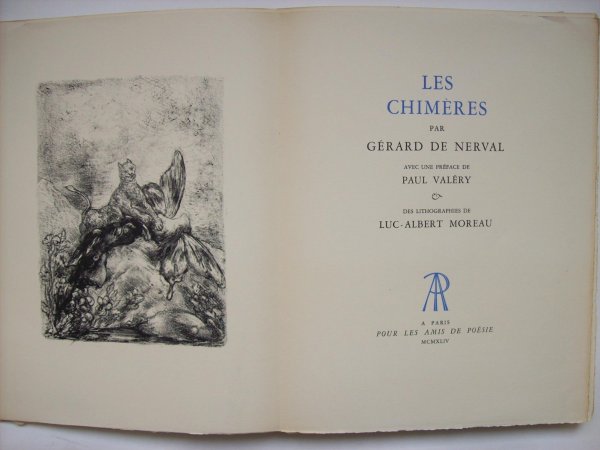 LES
CHIMÈRES
PAR
GÉRARD DE NERVAL
AVEC UNE PRÉFACE DE
PAUL VALÉRY
&
DES LITHOGRAPHIES DE
LUC-ALBERT MOREAU
AP
A PARIS
POUR LES AMIS DE POÉSIE
MCMXLIV